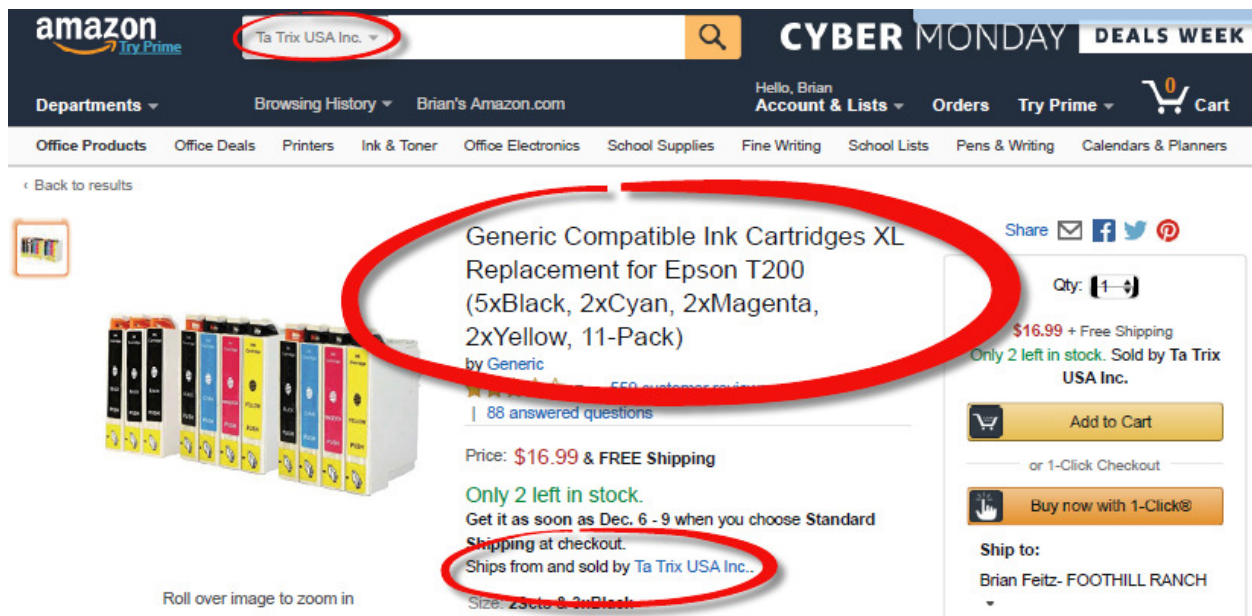 amazon
Try Prime
Ta Trix USA Inc.
CYBER MONDAY DEALS WEEK
Departments
Browsing History
Brian's Amazon.com
Hello, Brian
Account & Lists
Orders
Try Prime
0
Cart
Office Products
Office Deals
Printers
Ink & Toner
Office Electronics
School Supplies
Fine Writing
School Lists
Pens & Writing
Calendars & Planners
‹ Back to results
Generic Compatible Ink Cartridges XL
Replacement for Epson T200
(5xBlack, 2xCyan, 2xMagenta,
2xYellow, 11-Pack)
by Generic
559 customer
| 88 answered questions
Price: $16.99 & FREE Shipping
Only 2 left in stock.
Get it as soon as Dec. 6 - 9 when you choose Standard
Shipping at checkout.
Ships from and sold by Ta Trix USA Inc..
Size: 2Sets & 3xBlack
Roll over image to zoom in
Share
Qty: 1
$16.99 + Free Shipping
Only 2 left in stock. Sold by Ta Trix
USA Inc.
Add to Cart
or 1-Click Checkout
Buy now with 1-Click®
Ship to:
Brian Feitz- FOOTHILL RANCH